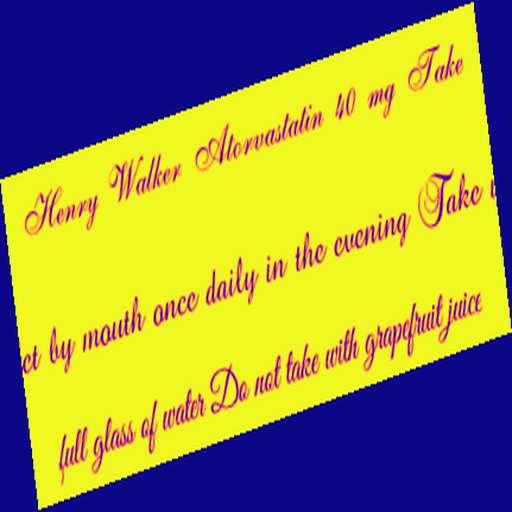 Henry Walker Atorvastatin 40 mg Take
by mouth once daily in the evening Take
full glass of water Do not take with grapefruit juice